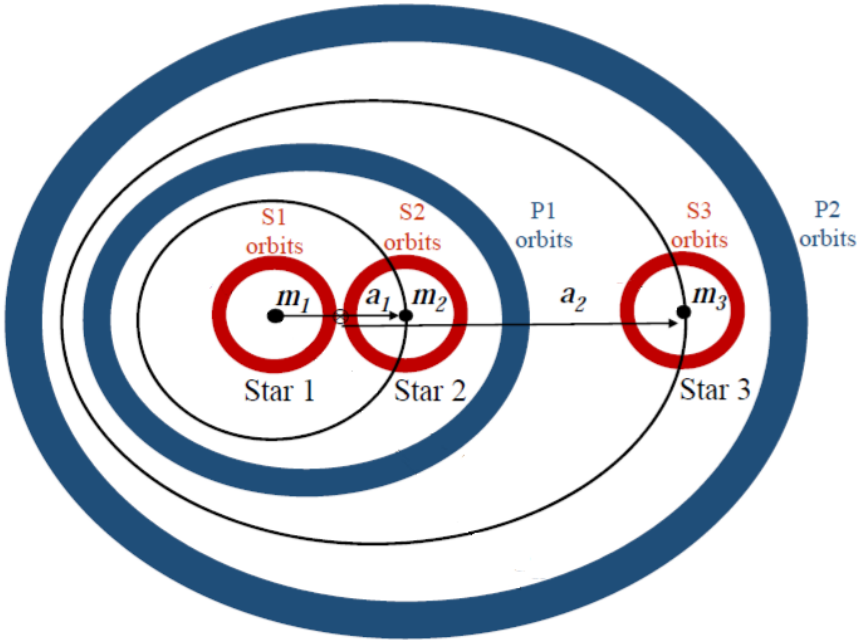 S1
orbits
S2
orbits
P1
orbits
S3
orbits
P2
orbits
m1
a1
m2
a2
m3
Star 1
Star 2
Star 3